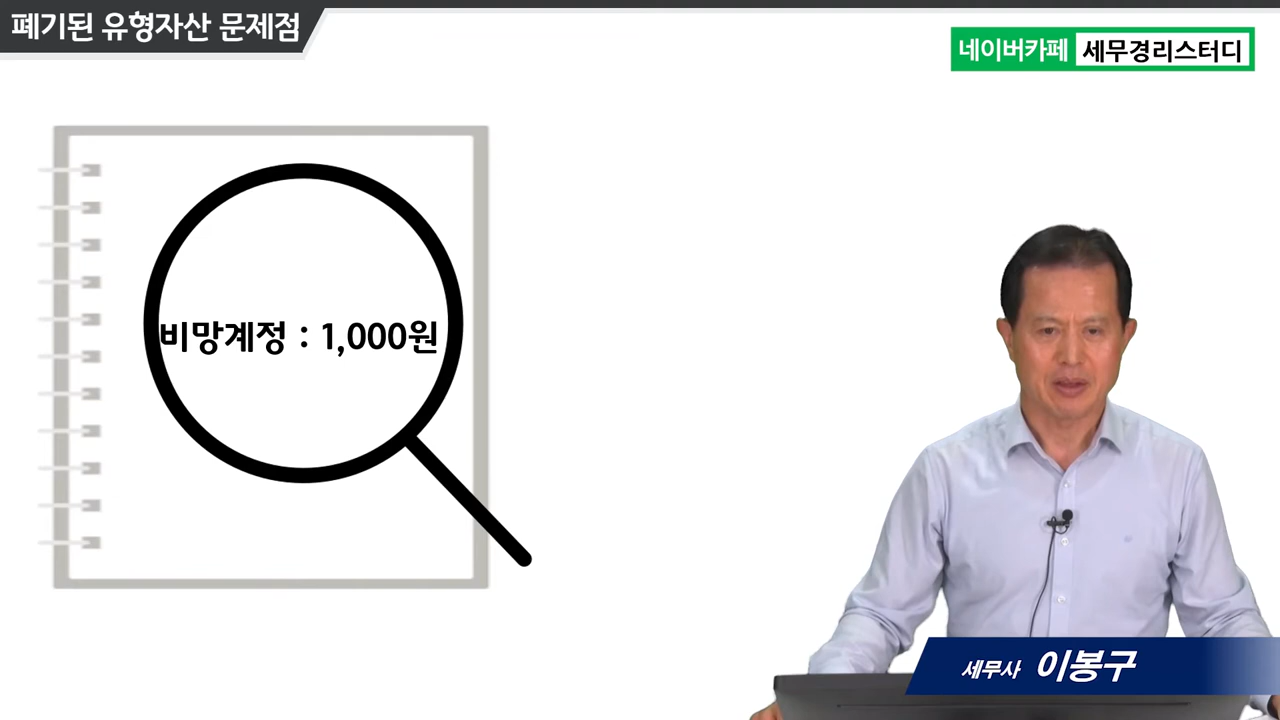 폐기된 유형자산 문제점
네이버카페 세무경리스터디
비망계정 : 1,000원
세무사 이봉구